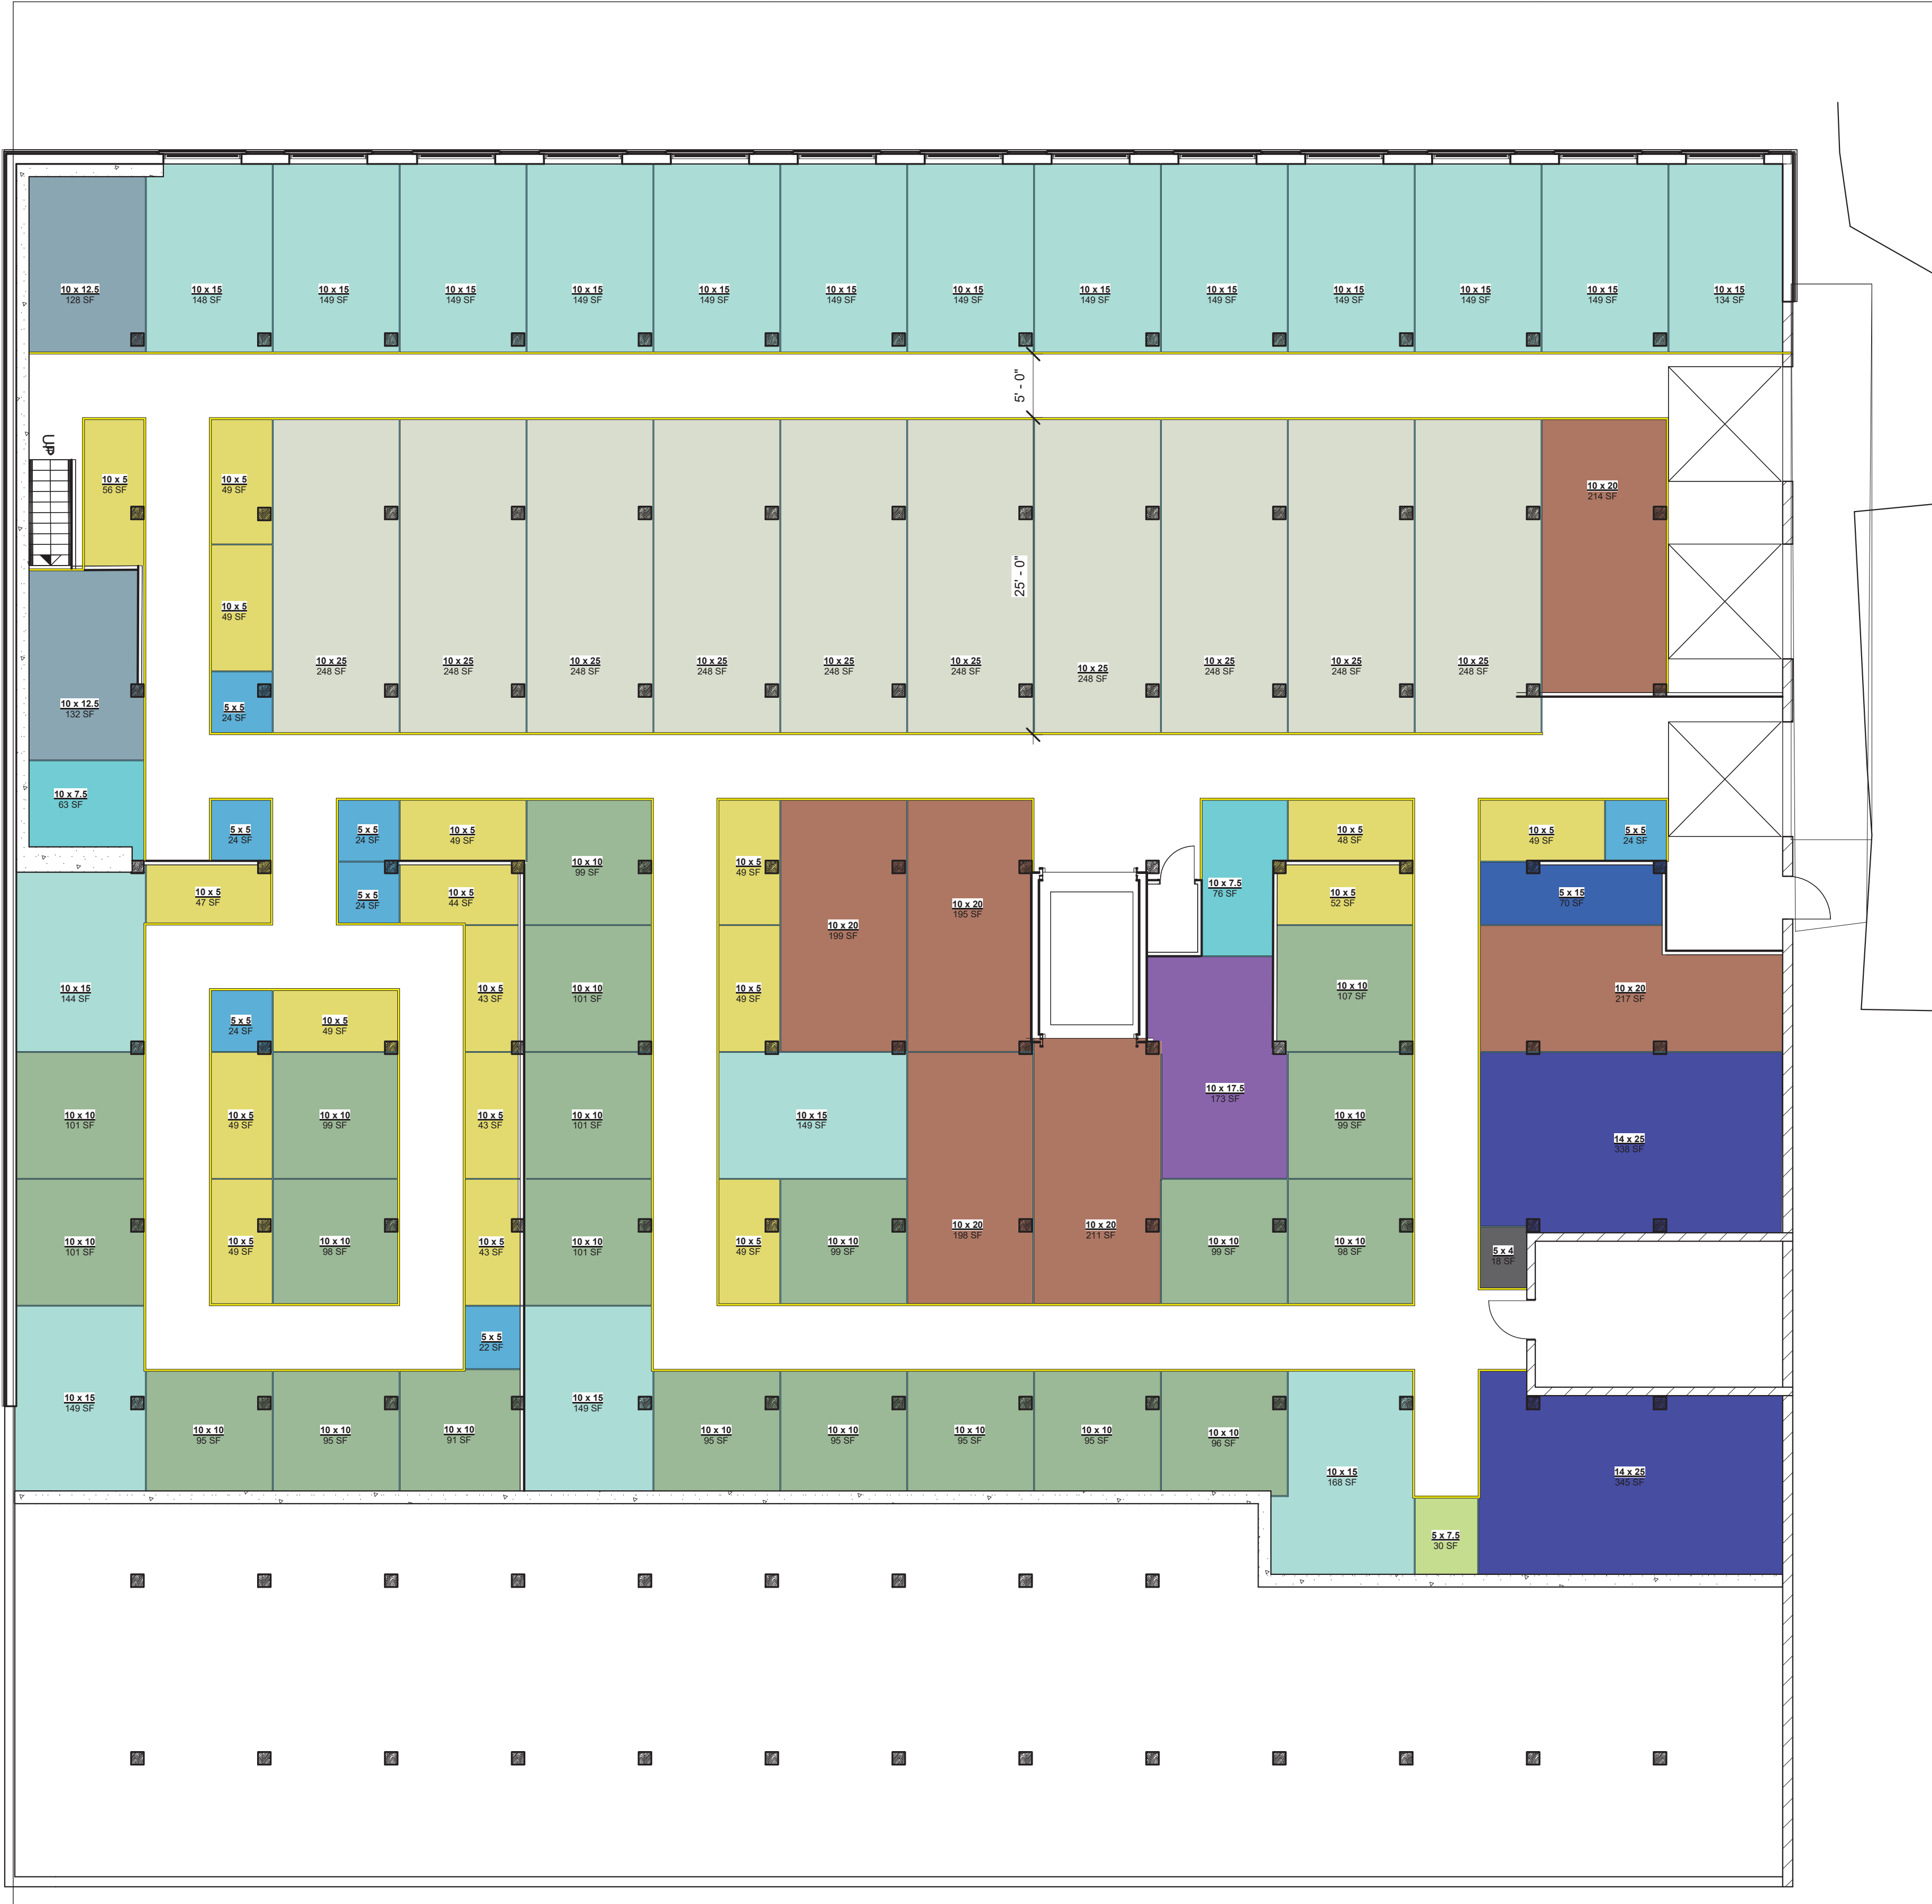 10 x 12.5
128 SF
10 x 15
148 SF
10 x 15
149 SF
10 x 15
149 SF
10 x 15
149 SF
10 x 15
149 SF
10 x 15
149 SF
10 x 15
149 SF
10 x 15
149 SF
10 x 15
149 SF
10 x 15
149 SF
10 x 15
149 SF
10 x 15
149 SF
10 x 15
134 SF
5' - 0"
UP
10 x 5
56 SF
10 x 5
49 SF
10 x 20
214 SF
25' - 0"
10 x 5
49 SF
10 x 25
248 SF
10 x 25
248 SF
10 x 25
248 SF
10 x 25
248 SF
10 x 25
248 SF
10 x 25
248 SF
10 x 25
248 SF
10 x 25
248 SF
10 x 25
248 SF
10 x 25
248 SF
10 x 12.5
132 SF
5 x 5
24 SF
10 x 7.5
63 SF
5 x 5
24 SF
5 x 5
24 SF
10 x 5
49 SF
10 x 10
99 SF
10 x 5
49 SF
10 x 5
48 SF
10 x 5
49 SF
5 x 5
24 SF
10 x 5
47 SF
5 x 5
24 SF
10 x 5
44 SF
10 x 20
199 SF
10 x 20
195 SF
10 x 7.5
76 SF
10 x 5
52 SF
5 x 15
70 SF
10 x 15
144 SF
5 x 5
24 SF
10 x 5
49 SF
10 x 5
43 SF
10 x 10
101 SF
10 x 5
49 SF
10 x 10
107 SF
10 x 20
217 SF
10 x 10
101 SF
10 x 5
49 SF
10 x 10
99 SF
10 x 5
43 SF
10 x 10
101 SF
10 x 15
149 SF
10 x 17.5
173 SF
10 x 10
99 SF
14 x 25
338 SF
10 x 10
101 SF
10 x 5
49 SF
10 x 10
98 SF
10 x 5
43 SF
10 x 10
101 SF
10 x 5
49 SF
10 x 10
99 SF
10 x 20
198 SF
10 x 20
211 SF
10 x 10
99 SF
10 x 10
98 SF
5 x 4
18 SF
5 x 5
22 SF
10 x 15
149 SF
10 x 10
95 SF
10 x 10
95 SF
10 x 10
91 SF
10 x 15
149 SF
10 x 10
95 SF
10 x 10
95 SF
10 x 10
95 SF
10 x 10
95 SF
10 x 10
96 SF
10 x 15
168 SF
5 x 7.5
30 SF
14 x 25
345 SF